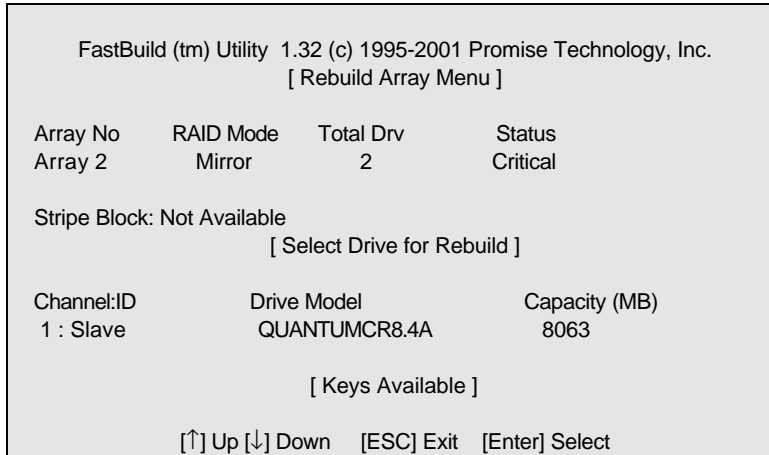 FastBuild (tm) Utility 1.32 (c) 1995-2001 Promise Technology, Inc.
[ Rebuild Array Menu ]
Array No RAID Mode Total Drv Status
Array 2 Mirror 2 Critical
Stripe Block: Not Available
[ Select Drive for Rebuild ]
Channel:ID Drive Model Capacity (MB)
1 : Slave QUANTUMCR8.4A 8063
[ Keys Available ]
[↑] Up [↓] Down [ESC] Exit [Enter] Select